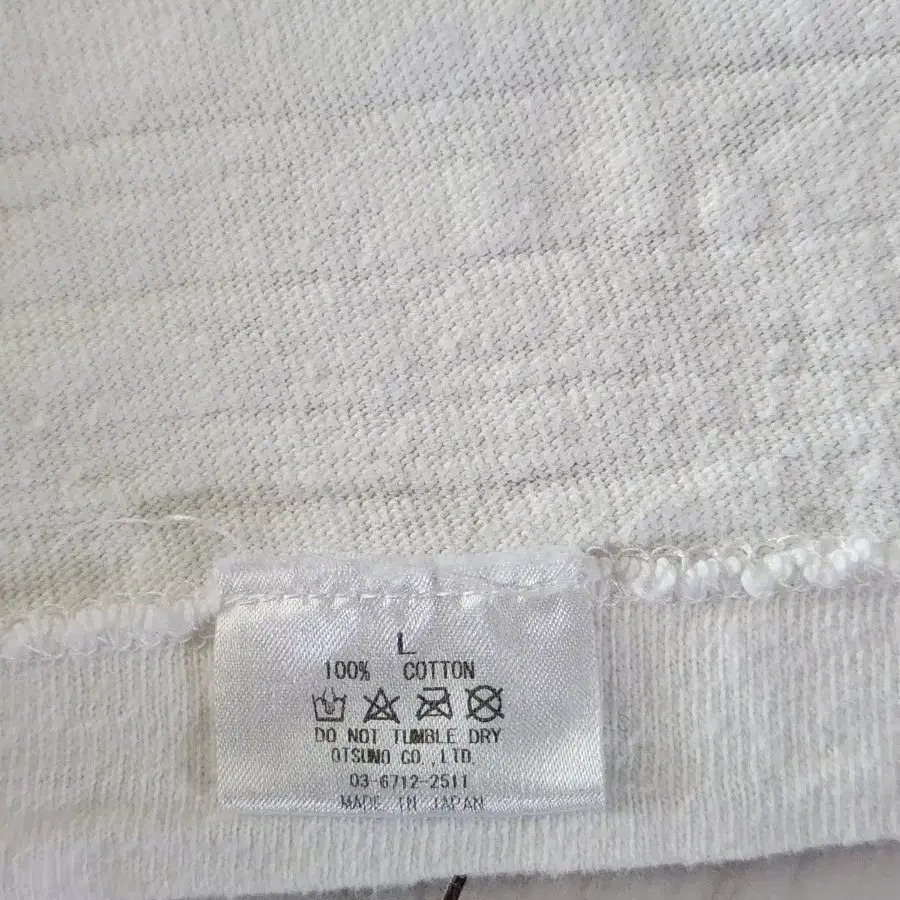 L
100% COTTON
DO NOT TUMBLE DRY
OTSUNO CO.,LTD.
03-6712-2511
MADE IN JAPAN